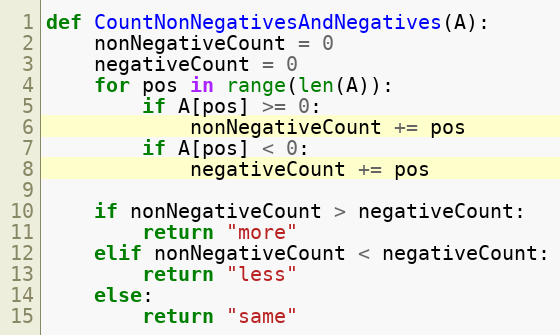 1 def CountNonNegativesAndNegatives(A):
2     nonNegativeCount = 0
3     negativeCount = 0
4     for pos in range(len(A)):
5         if A[pos] >= 0:
6             nonNegativeCount += pos
7         if A[pos] < 0:
8             negativeCount += pos
9
10     if nonNegativeCount > negativeCount:
11         return "more"
12     elif nonNegativeCount < negativeCount:
13         return "less"
14     else:
15         return "same"